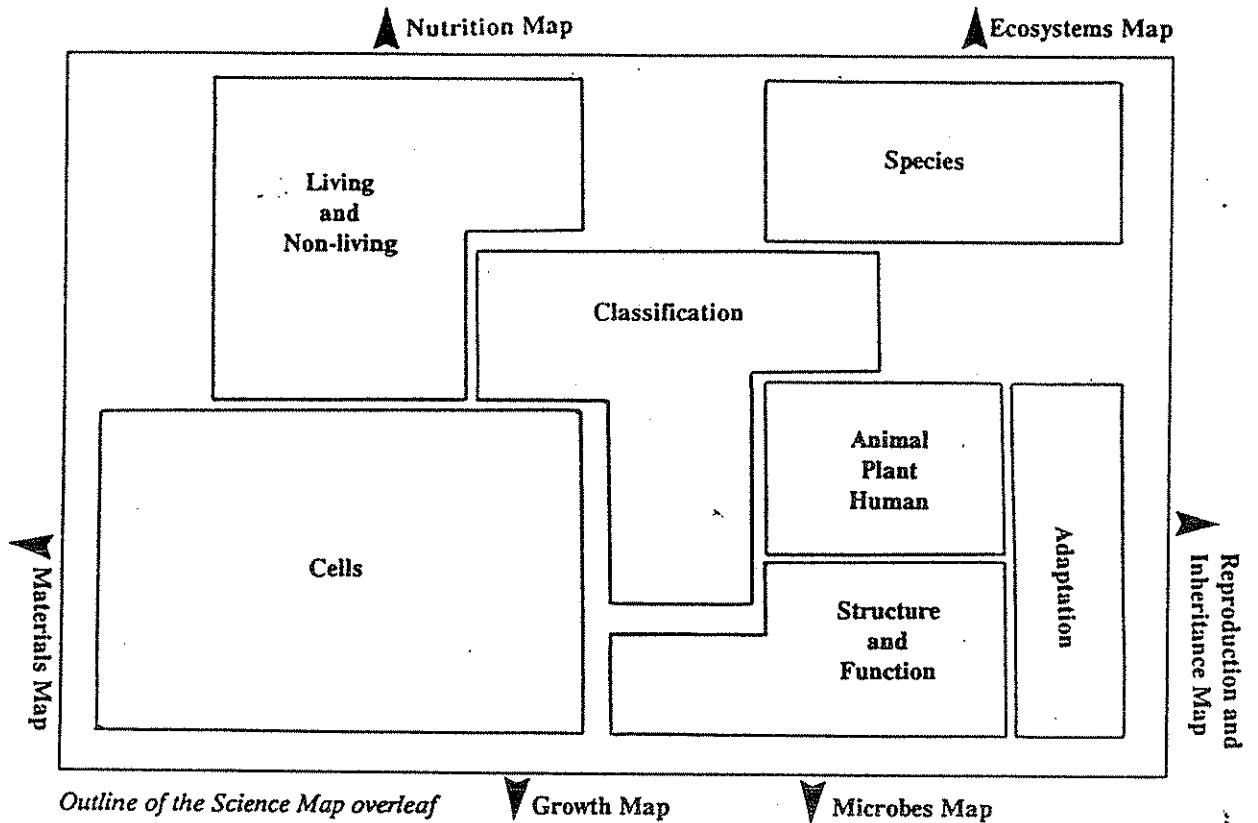 Nutrition Map
Ecosystems Map
Living
and
Non-living
Species
Classification
Animal
Plant
Human
Cells
Structure
and
Function
Adaptation
Materials Map
Reproduction and
Inheritance Map
Outline of the Science Map overleaf
Growth Map
Microbes Map